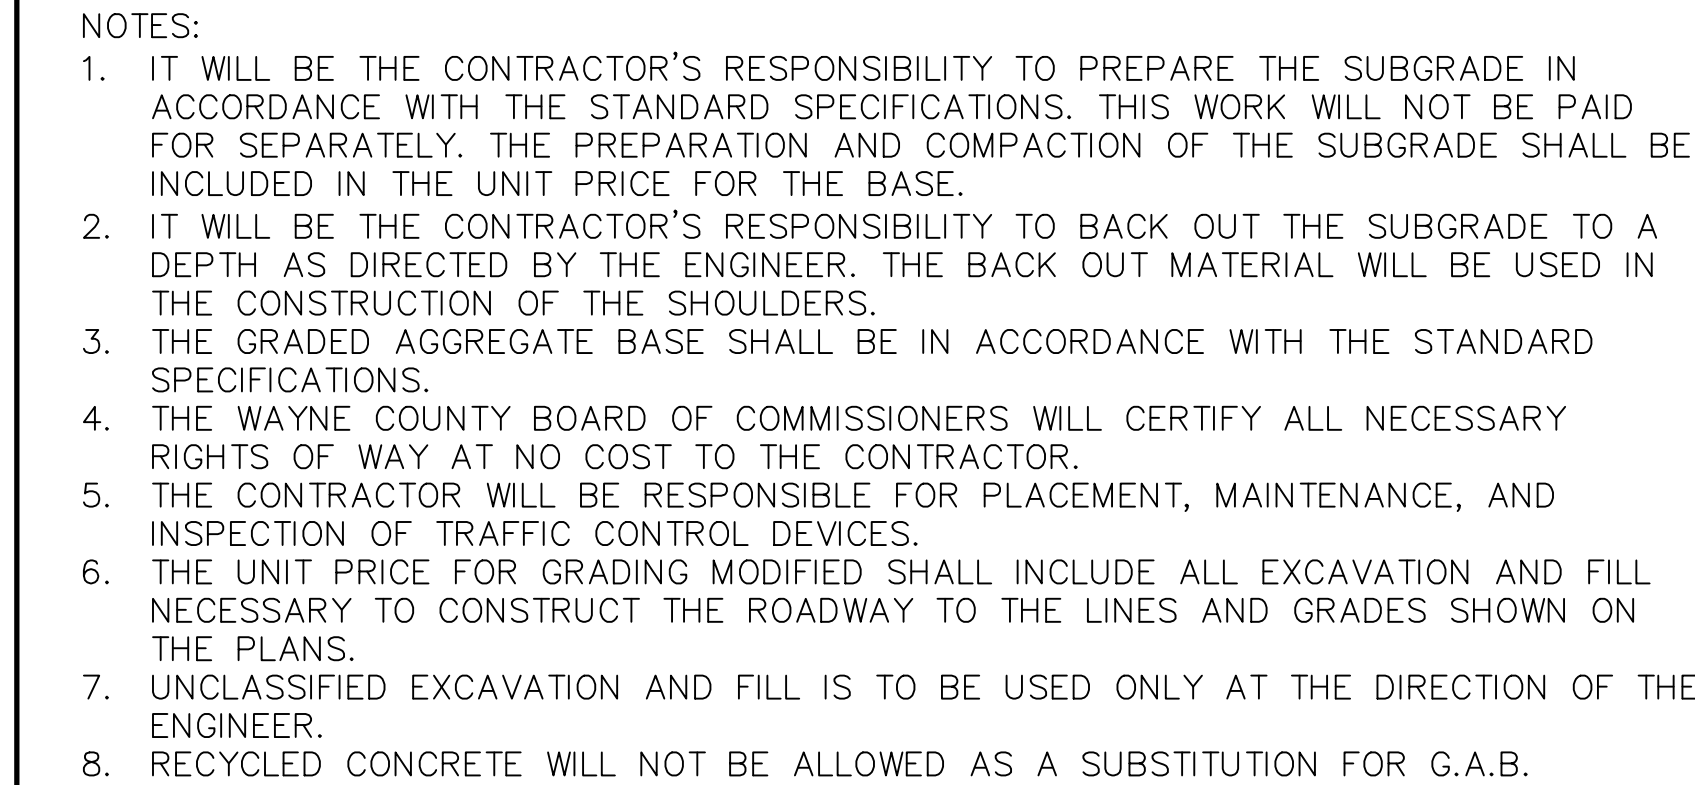 NOTES:
1. IT WILL BE THE CONTRACTOR'S RESPONSIBILITY TO PREPARE THE SUBGRADE IN
ACCORDANCE WITH THE STANDARD SPECIFICATIONS. THIS WORK WILL NOT BE PAID
FOR SEPARATELY. THE PREPARATION AND COMPACTION OF THE SUBGRADE SHALL BE
INCLUDED IN THE UNIT PRICE FOR THE BASE.
2. IT WILL BE THE CONTRACTOR'S RESPONSIBILITY TO BACK OUT THE SUBGRADE TO A
DEPTH AS DIRECTED BY THE ENGINEER. THE BACK OUT MATERIAL WILL BE USED IN
THE CONSTRUCTION OF THE SHOULDERS.
3. THE GRADED AGGREGATE BASE SHALL BE IN ACCORDANCE WITH THE STANDARD
SPECIFICATIONS.
4. THE WAYNE COUNTY BOARD OF COMMISSIONERS WILL CERTIFY ALL NECESSARY
RIGHTS OF WAY AT NO COST TO THE CONTRACTOR.
5. THE CONTRACTOR WILL BE RESPONSIBLE FOR PLACEMENT, MAINTENANCE, AND
INSPECTION OF TRAFFIC CONTROL DEVICES.
6. THE UNIT PRICE FOR GRADING MODIFIED SHALL INCLUDE ALL EXCAVATION AND FILL
NECESSARY TO CONSTRUCT THE ROADWAY TO THE LINES AND GRADES SHOWN ON
THE PLANS.
7. UNCLASSIFIED EXCAVATION AND FILL IS TO BE USED ONLY AT THE DIRECTION OF THE
ENGINEER.
8. RECYCLED CONCRETE WILL NOT BE ALLOWED AS A SUBSTITUTION FOR G.A.B.